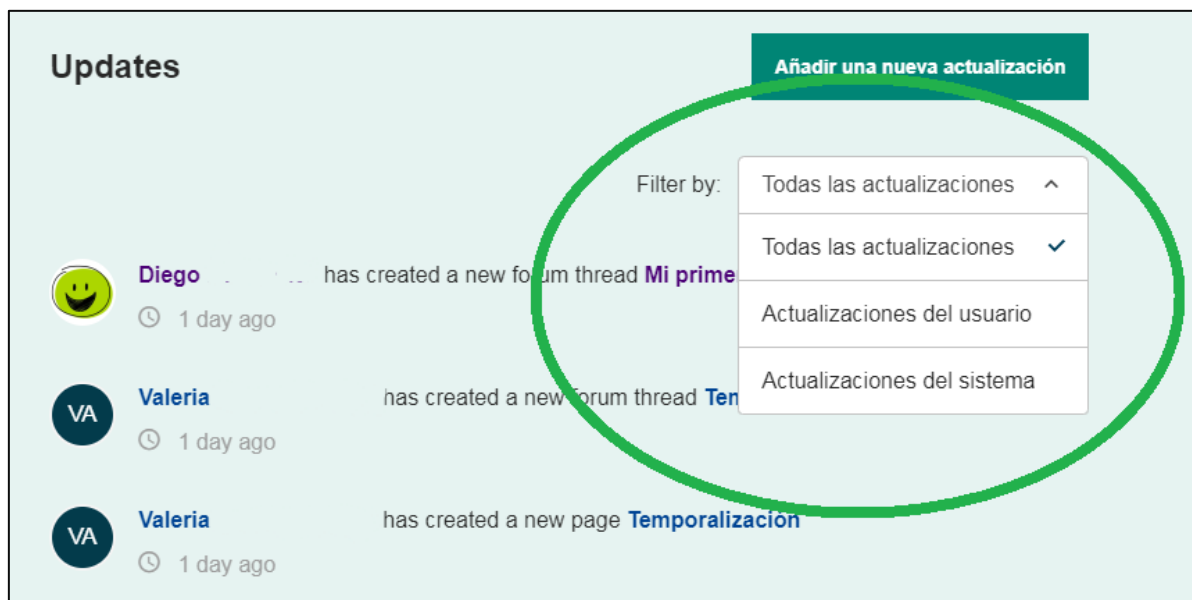 Updates
Añadir una nueva actualización
Filter by: Todas las actualizaciones
Todas las actualizaciones
Actualizaciones del usuario
Actualizaciones del sistema
Diego has created a new forum thread Mi prime
1 day ago
VA
Valeria has created a new forum thread Ten
1 day ago
VA
Valeria has created a new page Temporalización
1 day ago